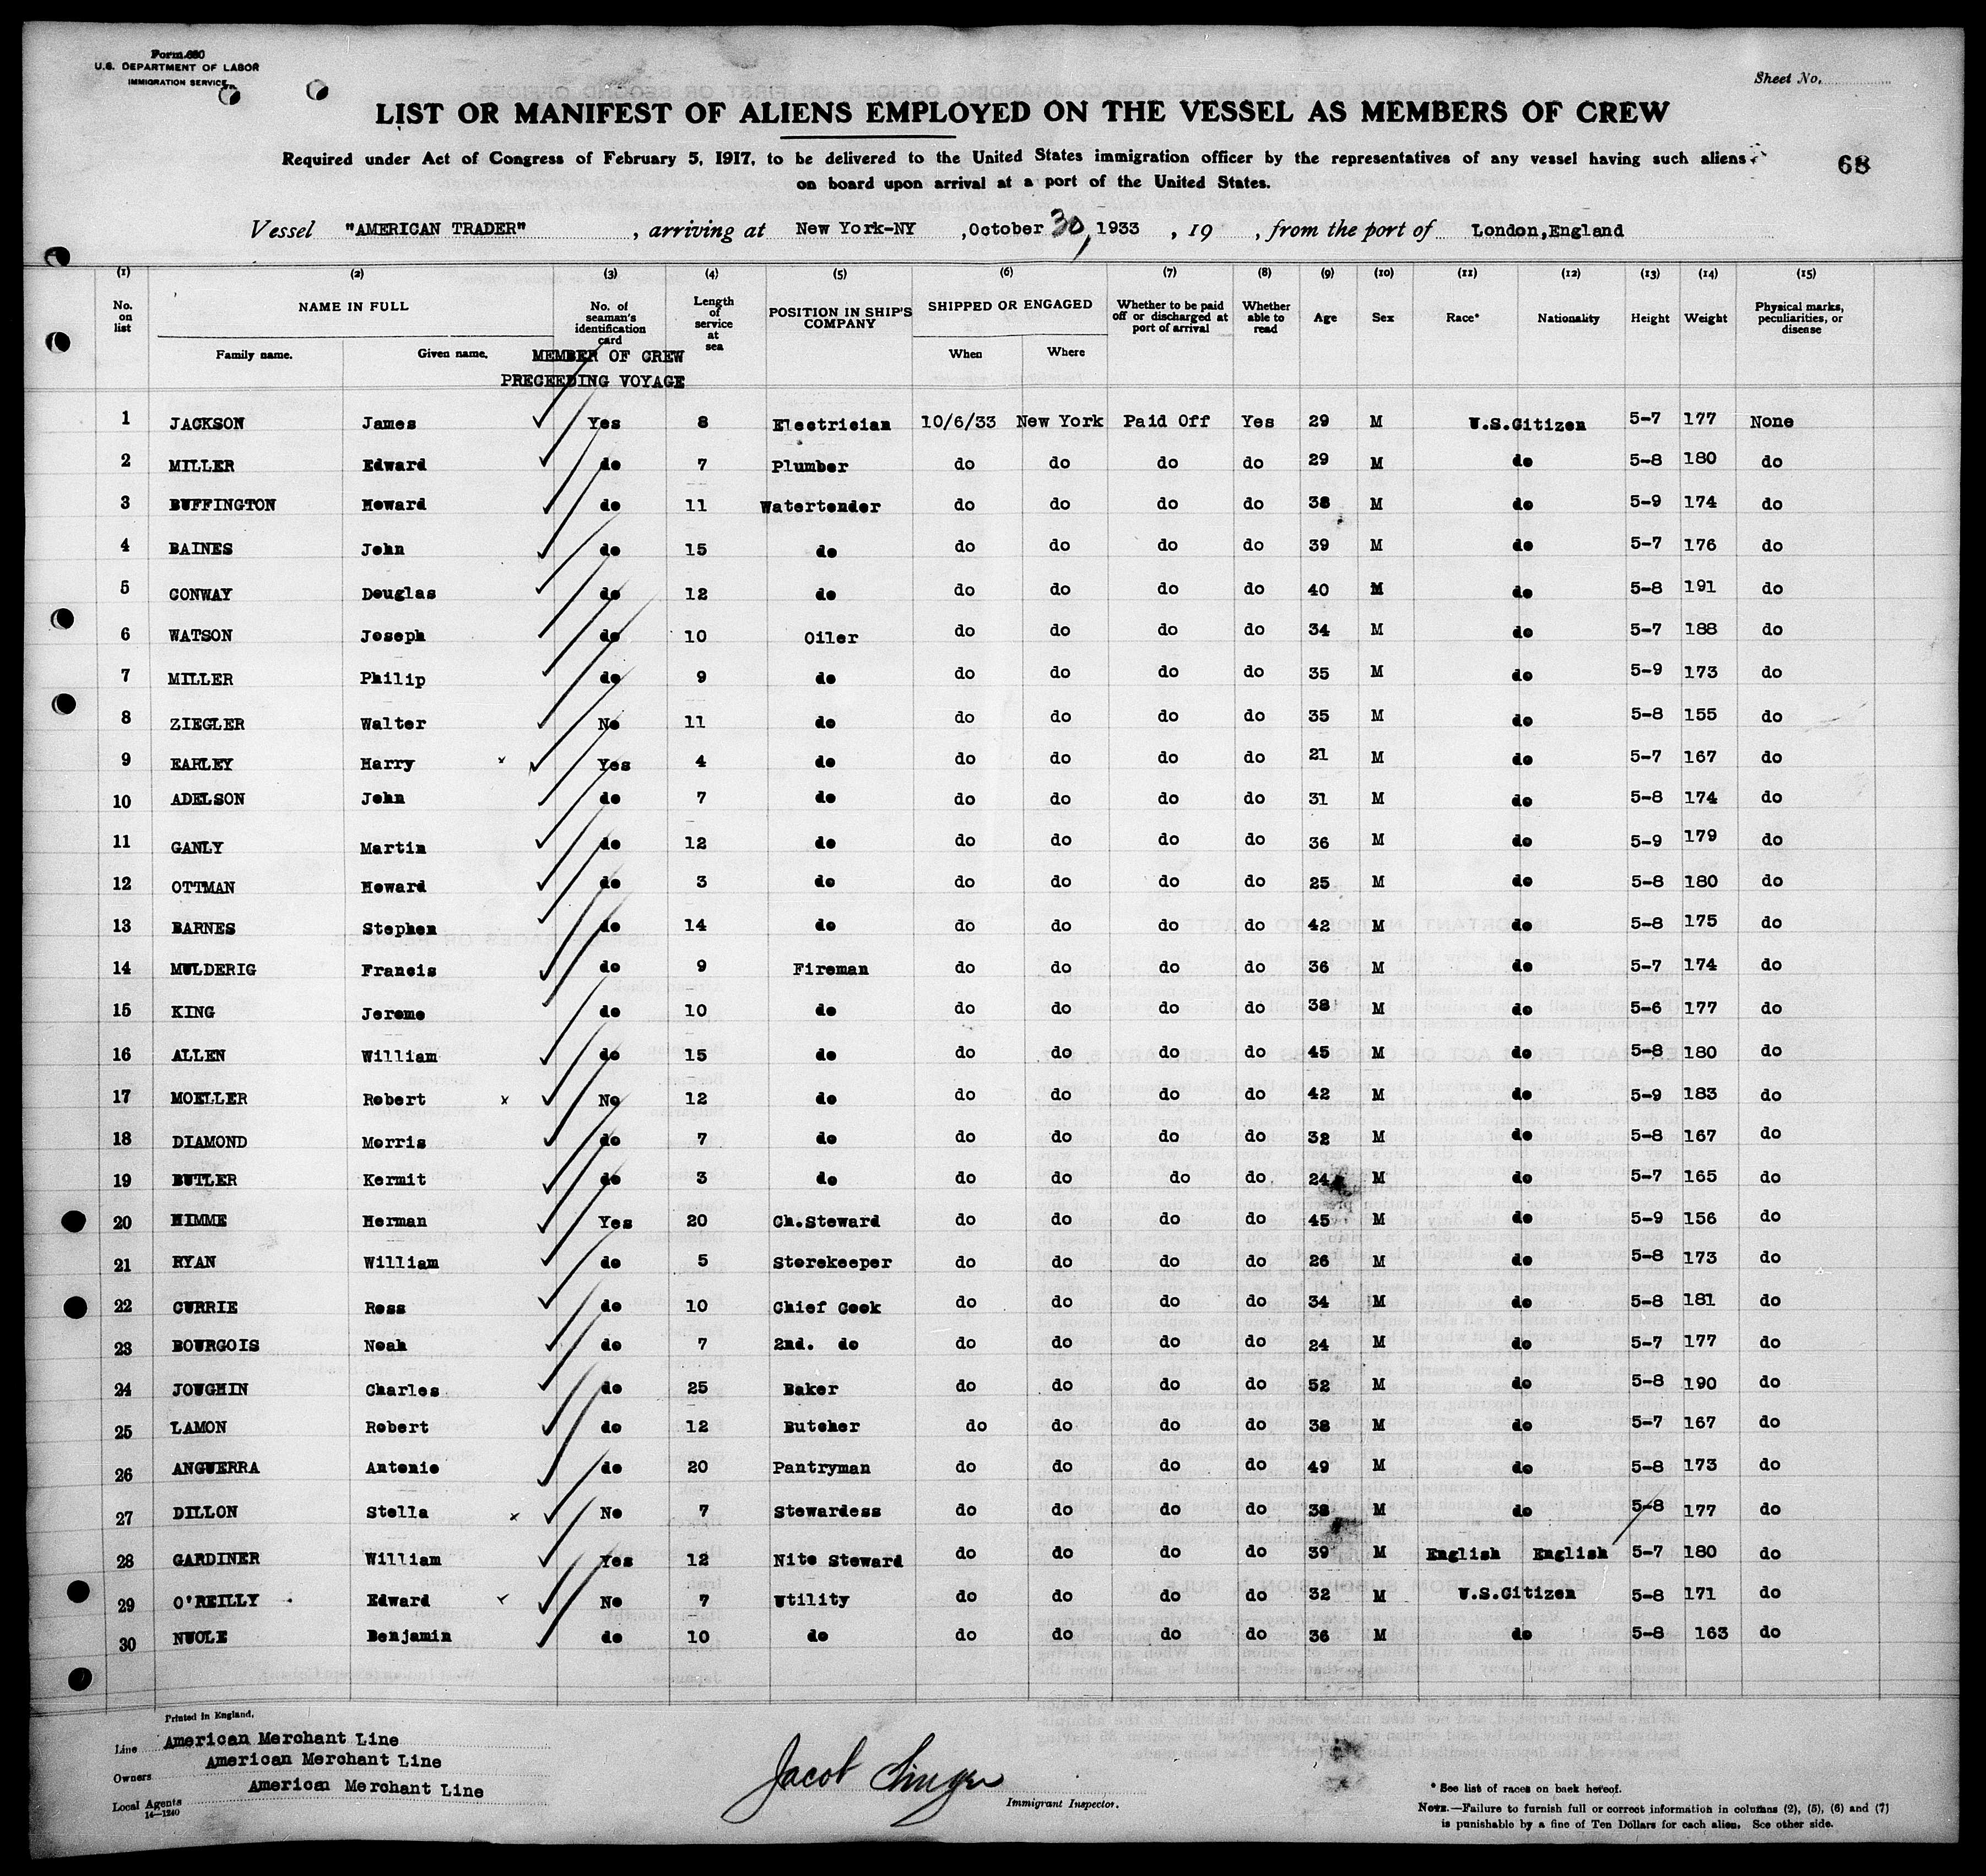 Form 680
U.S. DEPARTMENT OF LABOR
IMMIGRATION SERVICE
Sheet No.
LIST OR MANIFEST OF ALIENS EMPLOYED ON THE VESSEL AS MEMBERS OF CREW
Required under Act of Congress of February 5, 1917, to be delivered to the United States immigration officer by the representatives of any vessel having such aliens
on board upon arrival at a port of the United States.
68
Vessel "AMERICAN TRADER", arriving at New York-NY ,October 30, 1933, 19 , from the port of London,England
(1) (2) (3) (4) (5) (6) (7) (8) (9) (10) (11) (12) (13) (14) (15)
No. on list NAME IN FULL Family name. Given name. No. of seaman's identification card Length of service at sea POSITION IN SHIP'S COMPANY SHIPPED OR ENGAGED When Where Whether to be paid off or discharged at port of arrival Whether able to read Age Sex Race* Nationality Height Weight Physical marks, peculiarities, or disease
MEMBER OF CREW
PRECEEDING VOYAGE
1 JACKSON James Yes 8 Electrician 10/6/33 New York Paid Off Yes 29 M U.S.Citizen 5-7 177 None
2 MILLER Edward do 7 Plumber do do do do 29 M do 5-8 180 do
3 BUFFINGTON Howard do 11 Watertender do do do do 38 M do 5-9 174 do
4 BAINES John do 15 do do do do do 39 M do 5-7 176 do
5 CONWAY Douglas do 12 do do do do do 40 M do 5-8 191 do
6 WATSON Joseph do 10 Oiler do do do do 34 M do 5-7 188 do
7 MILLER Philip do 9 do do do do do 35 M do 5-9 173 do
8 ZIEGLER Walter No 11 do do do do do 35 M do 5-8 155 do
9 EARLEY Harry x Yes 4 do do do do do 21 M do 5-7 167 do
10 ADELSON John do 7 do do do do do 31 M do 5-8 174 do
11 GANLY Martin do 12 do do do do do 36 M do 5-9 179 do
12 OTTMAN Howard do 3 do do do do do 25 M do 5-8 180 do
13 BARNES Stephen do 14 do do do do do 42 M do 5-8 175 do
14 MULDERIG Francis do 9 Fireman do do do do 36 M do 5-7 174 do
15 KING Jerome do 10 do do do do do 38 M do 5-6 177 do
16 ALLEN William do 15 do do do do do 45 M do 5-8 180 do
17 MOELLER Robert x No 12 do do do do do 42 M do 5-9 183 do
18 DIAMOND Morris do 7 do do do do do 32 M do 5-8 167 do
19 BUTLER Kermit do 3 do do do do do 24 M do 5-7 165 do
20 HIMME Herman Yes 20 Ch.Steward do do do do 45 M do 5-9 156 do
21 RYAN William do 5 Storekeeper do do do do 26 M do 5-8 173 do
22 CURRIE Ross do 10 Chief Cook do do do do 34 M do 5-8 181 do
23 BOURGOIS Noah do 7 2nd. do do do do do 24 M do 5-7 177 do
24 JOUGHIN Charles do 25 Baker do do do do 52 M do 5-8 190 do
25 LAMON Robert do 12 Butcher do do do do 38 M do 5-7 167 do
26 ANGUERRA Antonio do 20 Pantryman do do do do 49 M do 5-8 173 do
27 DILLON Stella x No 7 Stewardess do do do do 38 M do 5-8 177 do
28 GARDINER William Yes 12 Nite Steward do do do do 39 M English English 5-7 180 do
29 O'REILLY Edward x No 7 Utility do do do do 32 M U.S.Citizen 5-8 171 do
30 NUOLE Benjamin do 10 do do do do do 36 M do 5-8 163 do
Printed in England.
Line American Merchant Line
Owners American Merchant Line
Local Agents American Merchant Line
14-1240
Jacob Singer
Immigrant Inspector.
* See list of races on back hereof.
NOTE.—Failure to furnish full or correct information in columns (2), (5), (6) and (7)
is punishable by a fine of Ten Dollars for each alien. See other side.